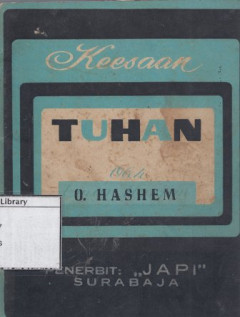 Keesaan
TUHAN
Oleh
O. HASHEM
Library
PENERBIT: „JAPI"
SURABAJA